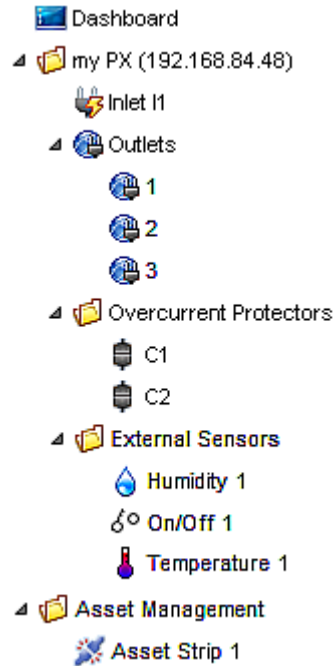 Dashboard
my PX (192.168.84.48)
Inlet I1
Outlets
1
2
3
Overcurrent Protectors
C1
C2
External Sensors
Humidity 1
On/Off 1
Temperature 1
Asset Management
Asset Strip 1